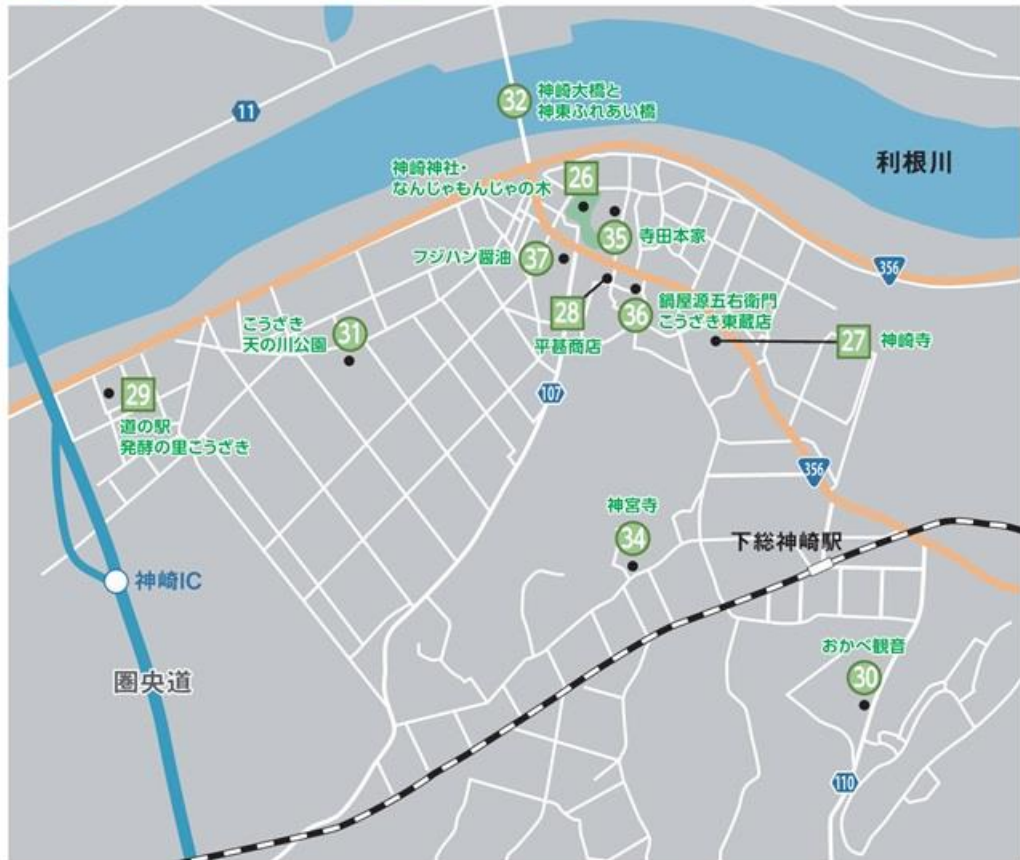 32
神崎大橋と
神東ふれあい橋
11
利根川
神崎神社・
なんじゃもんじゃの木
26
35
寺田本家
フジハン醤油
37
356
28
平甚商店
36
鍋屋源五右衛門
こうざき東蔵店
こうざき
天の川公園
31
27
神崎寺
29
道の駅
発酵の里こうざき
107
356
神宮寺
34
下総神崎駅
神崎IC
圏央道
おかべ観音
30
110